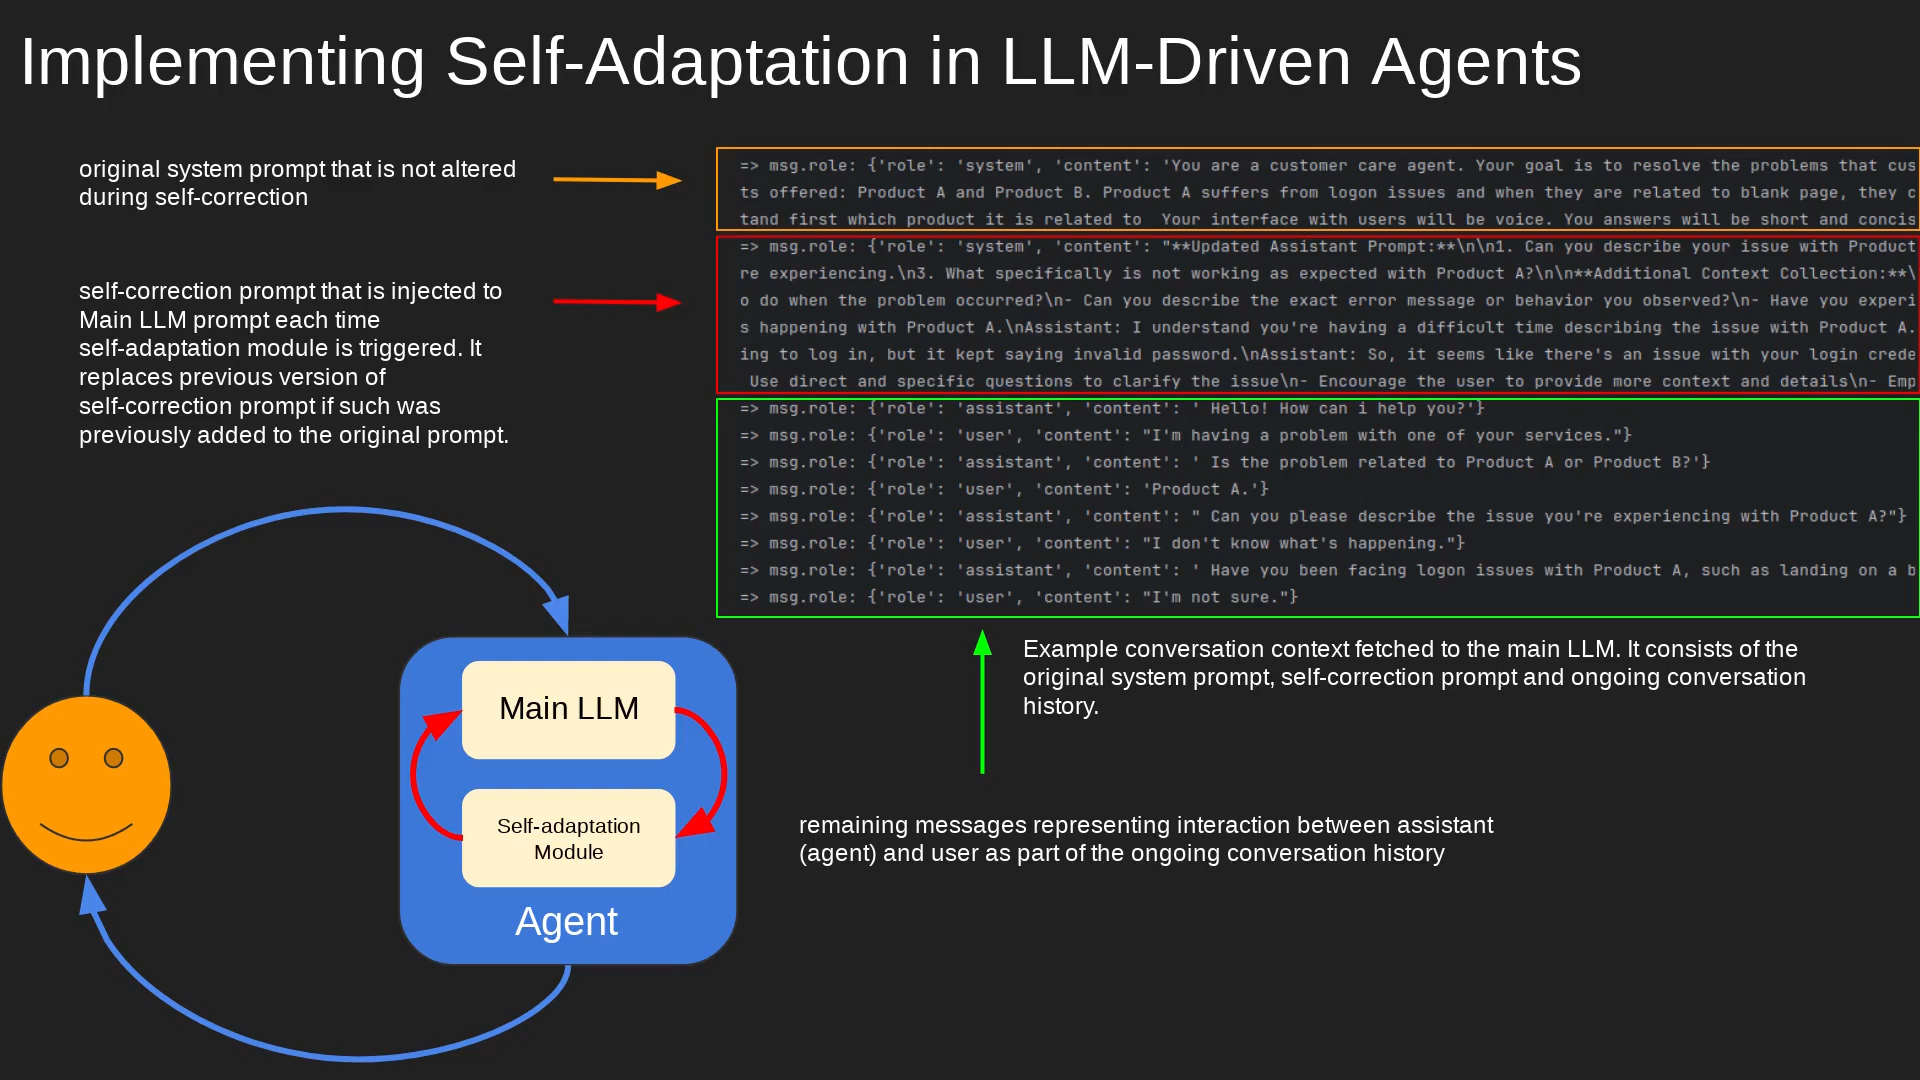 Implementing Self-Adaptation in LLM-Driven Agents
original system prompt that is not altered
during self-correction
self-correction prompt that is injected to
Main LLM prompt each time
self-adaptation module is triggered. It
replaces previous version of
self-correction prompt if such was
previously added to the original prompt.
=> msg.role: {'role': 'system', 'content': 'You are a customer care agent. Your goal is to resolve the problems that cus
ts offered: Product A and Product B. Product A suffers from logon issues and when they are related to blank page, they c
tand first which product it is related to  Your interface with users will be voice. You answers will be short and concis
=> msg.role: {'role': 'system', 'content': "**Updated Assistant Prompt:**\n\n1. Can you describe your issue with Product
re experiencing.\n3. What specifically is not working as expected with Product A?\n\n**Additional Context Collection:**\
o do when the problem occurred?\n- Can you describe the exact error message or behavior you observed?\n- Have you experi
s happening with Product A.\nAssistant: I understand you're having a difficult time describing the issue with Product A.
ing to log in, but it kept saying invalid password.\nAssistant: So, it seems like there's an issue with your login crede
Use direct and specific questions to clarify the issue\n- Encourage the user to provide more context and details\n- Emp
=> msg.role: {'role': 'assistant', 'content': ' Hello! How can i help you?'}
=> msg.role: {'role': 'user', 'content': "I'm having a problem with one of your services."}
=> msg.role: {'role': 'assistant', 'content': ' Is the problem related to Product A or Product B?'}
=> msg.role: {'role': 'user', 'content': 'Product A.'}
=> msg.role: {'role': 'assistant', 'content': " Can you please describe the issue you're experiencing with Product A?"}
=> msg.role: {'role': 'user', 'content': "I don't know what's happening."}
=> msg.role: {'role': 'assistant', 'content': ' Have you been facing logon issues with Product A, such as landing on a b
=> msg.role: {'role': 'user', 'content': "I'm not sure."}
Example conversation context fetched to the main LLM. It consists of the
original system prompt, self-correction prompt and ongoing conversation
history.
remaining messages representing interaction between assistant
(agent) and user as part of the ongoing conversation history
Main LLM
Self-adaptation
Module
Agent